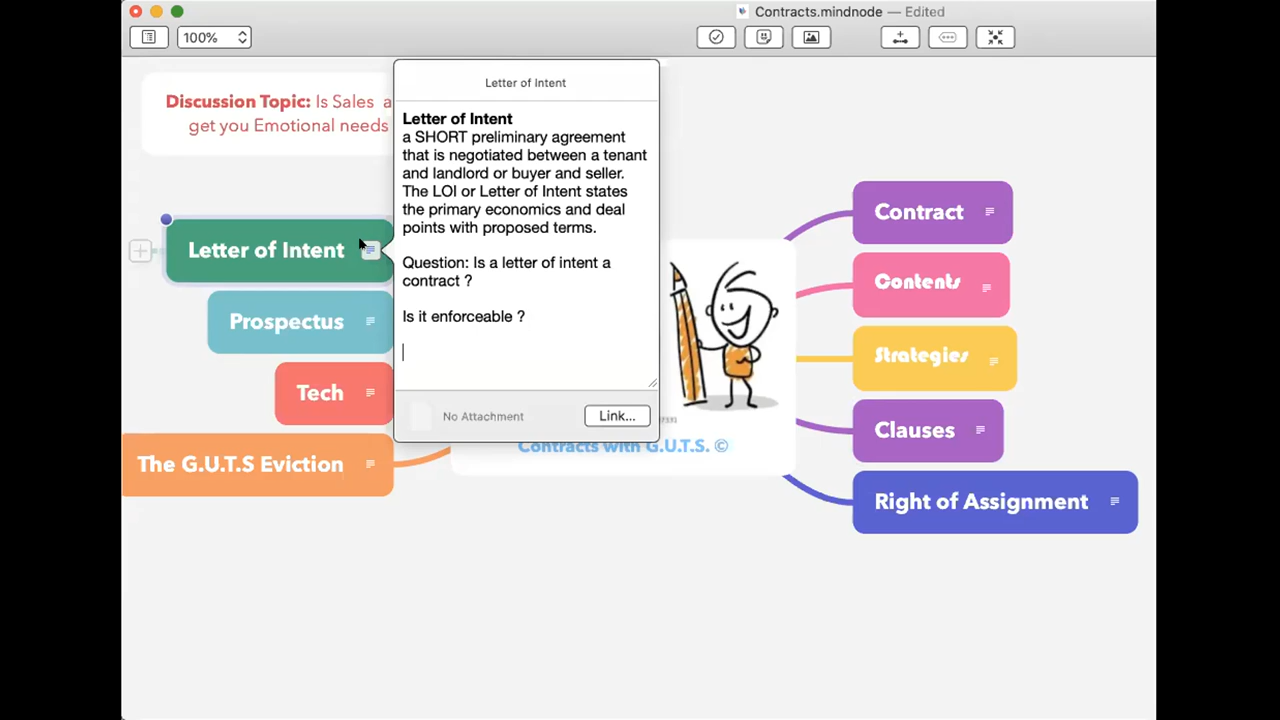 Contracts.mindnode — Edited
100%
Letter of Intent
Discussion Topic: Is Sales a
get you Emotional needs
Letter of Intent
a SHORT preliminary agreement
that is negotiated between a tenant
and landlord or buyer and seller.
The LOI or Letter of Intent states
the primary economics and deal
points with proposed terms.
Question: Is a letter of intent a
contract ?
Is it enforceable ?
No Attachment
Link...
Letter of Intent
Prospectus
Tech
The G.U.T.S Eviction
Contracts with G.U.T.S. ©
Contract
Contents
Strategies
Clauses
Right of Assignment